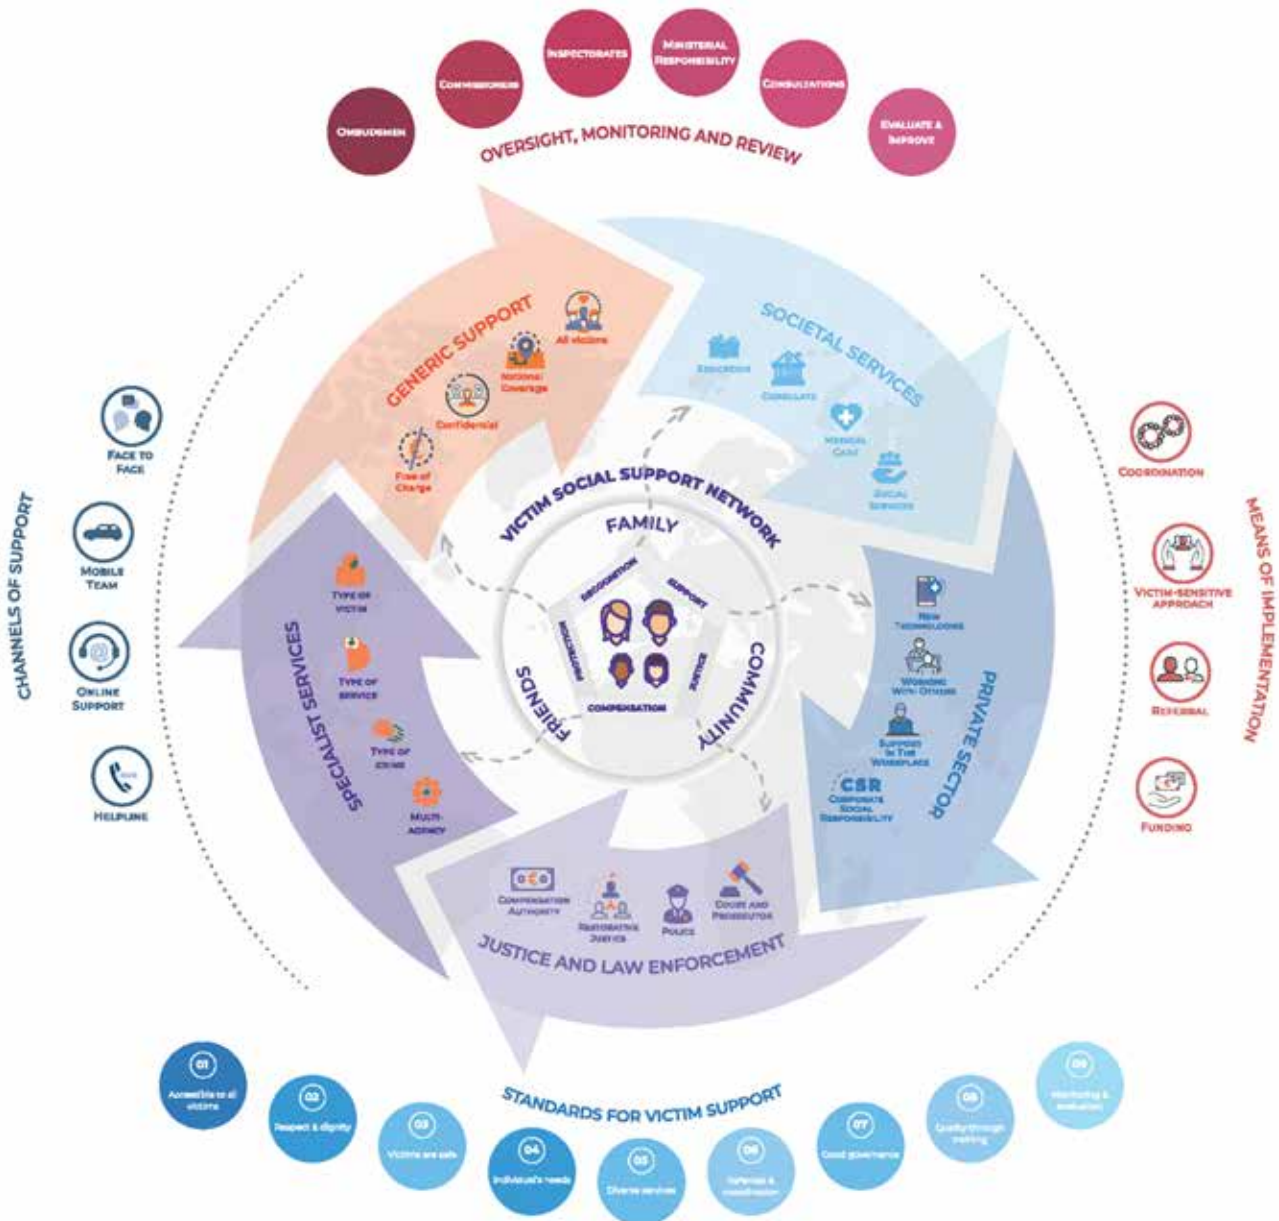 OMBUDSMEN
COMMISSIONERS
INSPECTORATES
MINISTERIAL
RESPONSIBILITY
CONSULTATIONS
EVALUATE &
IMPROVE
OVERSIGHT, MONITORING AND REVIEW
GENERIC SUPPORT
All victims
National
Coverage
Confidential
Free of
Charge
SOCIETAL SERVICES
EDUCATION
CONSULATE
MEDICAL
CARE
SOCIAL
SERVICES
CHANNELS OF SUPPORT
FACE TO
FACE
MOBILE
TEAM
ONLINE
SUPPORT
HELPLINE
VICTIM SOCIAL SUPPORT NETWORK
FAMILY
COMMUNITY
FRIENDS
RECOGNITION
SUPPORT
JUSTICE
COMPENSATION
PROTECTION
SPECIALIST SERVICES
TYPE OF
VICTIM
TYPE OF
SERVICE
TYPE OF
CRIME
MULTI-
AGENCY
PRIVATE SECTOR
NEW
TECHNOLOGIES
WORKING
WITH OTHERS
SUPPORT
IN THE
WORKPLACE
CSR
CORPORATE
SOCIAL
RESPONSIBILITY
MEANS OF IMPLEMENTATION
COORDINATION
VICTIM-SENSITIVE
APPROACH
REFERRAL
FUNDING
COMPENSATION
AUTHORITY
RESTORATIVE
JUSTICE
POLICE
COURT AND
PROSECUTOR
JUSTICE AND LAW ENFORCEMENT
STANDARDS FOR VICTIM SUPPORT
01
Accessible to all
victims
02
Respect & dignity
03
Victims are safe
04
Individual's needs
05
Diverse services
06
Referrals &
coordination
07
Good governance
08
Quality through
training
09
Monitoring &
evaluation